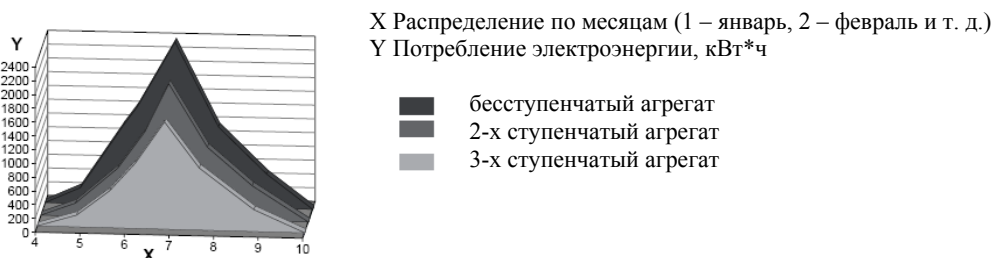 X Распределение по месяцам (1 – январь, 2 – февраль и т. д.)
Y Потребление электроэнергии, кВт*ч
бесступенчатый агрегат
2-х ступенчатый агрегат
3-х ступенчатый агрегат
Y
2400
2200
2000
1800
1600
1400
1200
1000
800
600
400
200
0
4 5 6 7 8 9 10
X